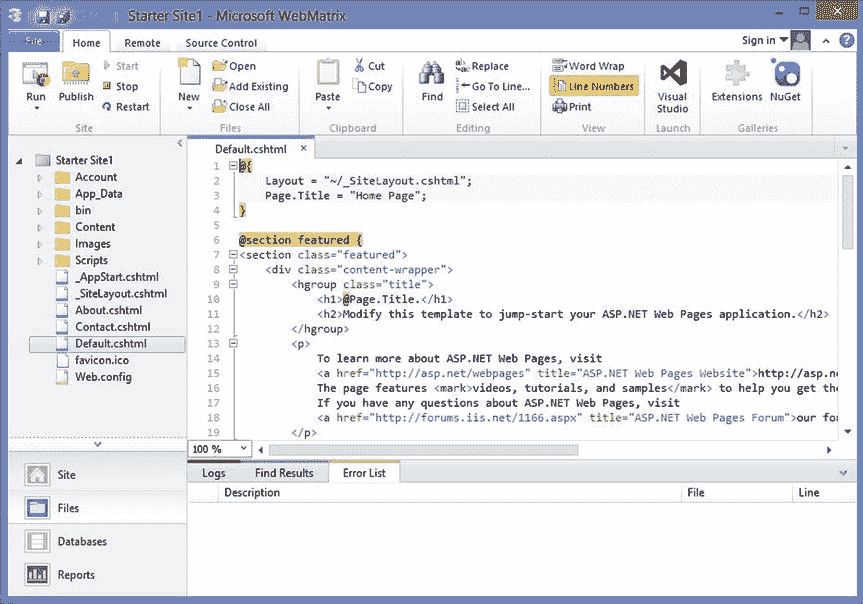 Starter Site1 - Microsoft WebMatrix
File Home Remote Source Control Sign in
Run Publish Start Stop Restart
Site
New Open Add Existing Close All
Files
Paste Cut Copy
Clipboard
Find Replace Go To Line... Select All
Editing
Word Wrap Line Numbers Print
View
Visual Studio
Launch
Extensions NuGet
Galleries
Starter Site1
Account
App_Data
bin
Content
Images
Scripts
_AppStart.cshtml
_SiteLayout.cshtml
About.cshtml
Contact.cshtml
Default.cshtml
favicon.ico
Web.config
Site
Files
Databases
Reports
Default.cshtml ×
1 @{
2 Layout = "~/_SiteLayout.cshtml";
3 Page.Title = "Home Page";
4 }
5
6 @section featured {
7 <section class="featured">
8 <div class="content-wrapper">
9 <hgroup class="title">
10 <h1>@Page.Title.</h1>
11 <h2>Modify this template to jump-start your ASP.NET Web Pages application.</h2>
12 </hgroup>
13 <p>
14 To learn more about ASP.NET Web Pages, visit
15 <a href="http://asp.net/webpages" title="ASP.NET Web Pages Website">http://asp.n
16 The page features <mark>videos, tutorials, and samples</mark> to help you get the
17 If you have any questions about ASP.NET Web Pages, visit
18 <a href="http://forums.iis.net/1166.aspx" title="ASP.NET Web Pages Forum">our fo
19 </p>
100 %
Logs Find Results Error List
Description File Line